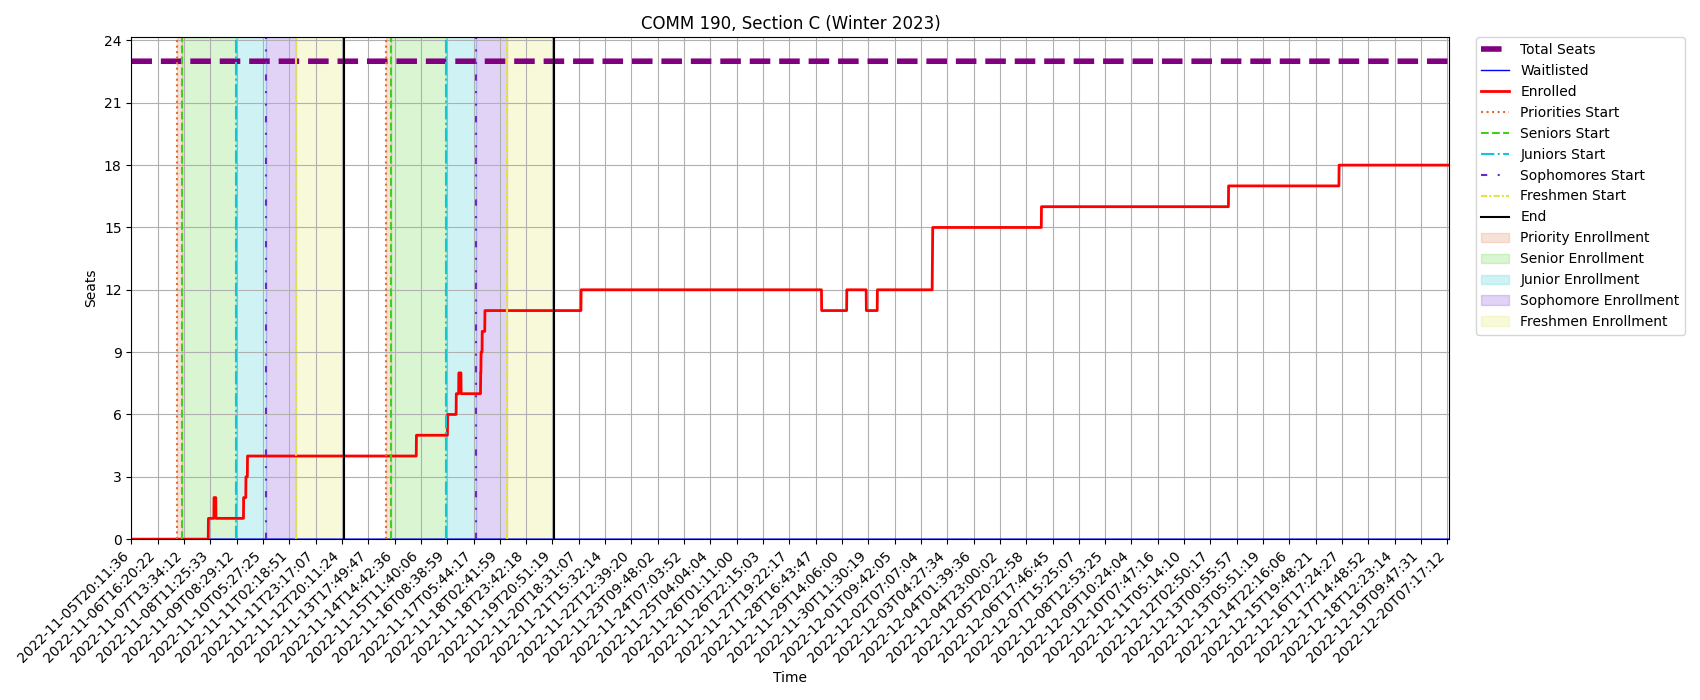 COMM 190, Section C (Winter 2023)
24
21
18
15
12
9
6
3
0
Seats
2022-11-05T20:11:36
2022-11-06T16:20:22
2022-11-07T13:34:12
2022-11-08T11:25:33
2022-11-09T08:29:12
2022-11-10T05:27:25
2022-11-11T02:18:51
2022-11-11T23:17:07
2022-11-12T20:11:24
2022-11-13T17:49:47
2022-11-14T14:42:36
2022-11-15T11:40:06
2022-11-16T08:38:59
2022-11-17T05:44:17
2022-11-18T02:41:59
2022-11-18T23:42:18
2022-11-19T20:51:19
2022-11-20T18:31:07
2022-11-21T15:32:14
2022-11-22T12:39:20
2022-11-23T09:48:02
2022-11-24T07:03:52
2022-11-25T04:04:04
2022-11-26T01:11:00
2022-11-26T22:15:03
2022-11-27T19:22:17
2022-11-28T16:43:47
2022-11-29T14:06:00
2022-11-30T11:30:19
2022-12-01T09:42:05
2022-12-02T07:07:04
2022-12-03T04:27:34
2022-12-04T01:39:36
2022-12-04T23:00:02
2022-12-05T20:22:58
2022-12-06T17:46:45
2022-12-07T15:25:07
2022-12-08T12:53:25
2022-12-09T10:24:04
2022-12-10T07:47:16
2022-12-11T05:14:10
2022-12-12T02:50:17
2022-12-13T00:55:57
2022-12-13T05:51:19
2022-12-14T22:16:06
2022-12-15T19:48:21
2022-12-16T17:24:27
2022-12-17T14:48:52
2022-12-18T12:23:14
2022-12-19T09:47:31
2022-12-20T07:17:12
Time
Total Seats
Waitlisted
Enrolled
Priorities Start
Seniors Start
Juniors Start
Sophomores Start
Freshmen Start
End
Priority Enrollment
Senior Enrollment
Junior Enrollment
Sophomore Enrollment
Freshmen Enrollment